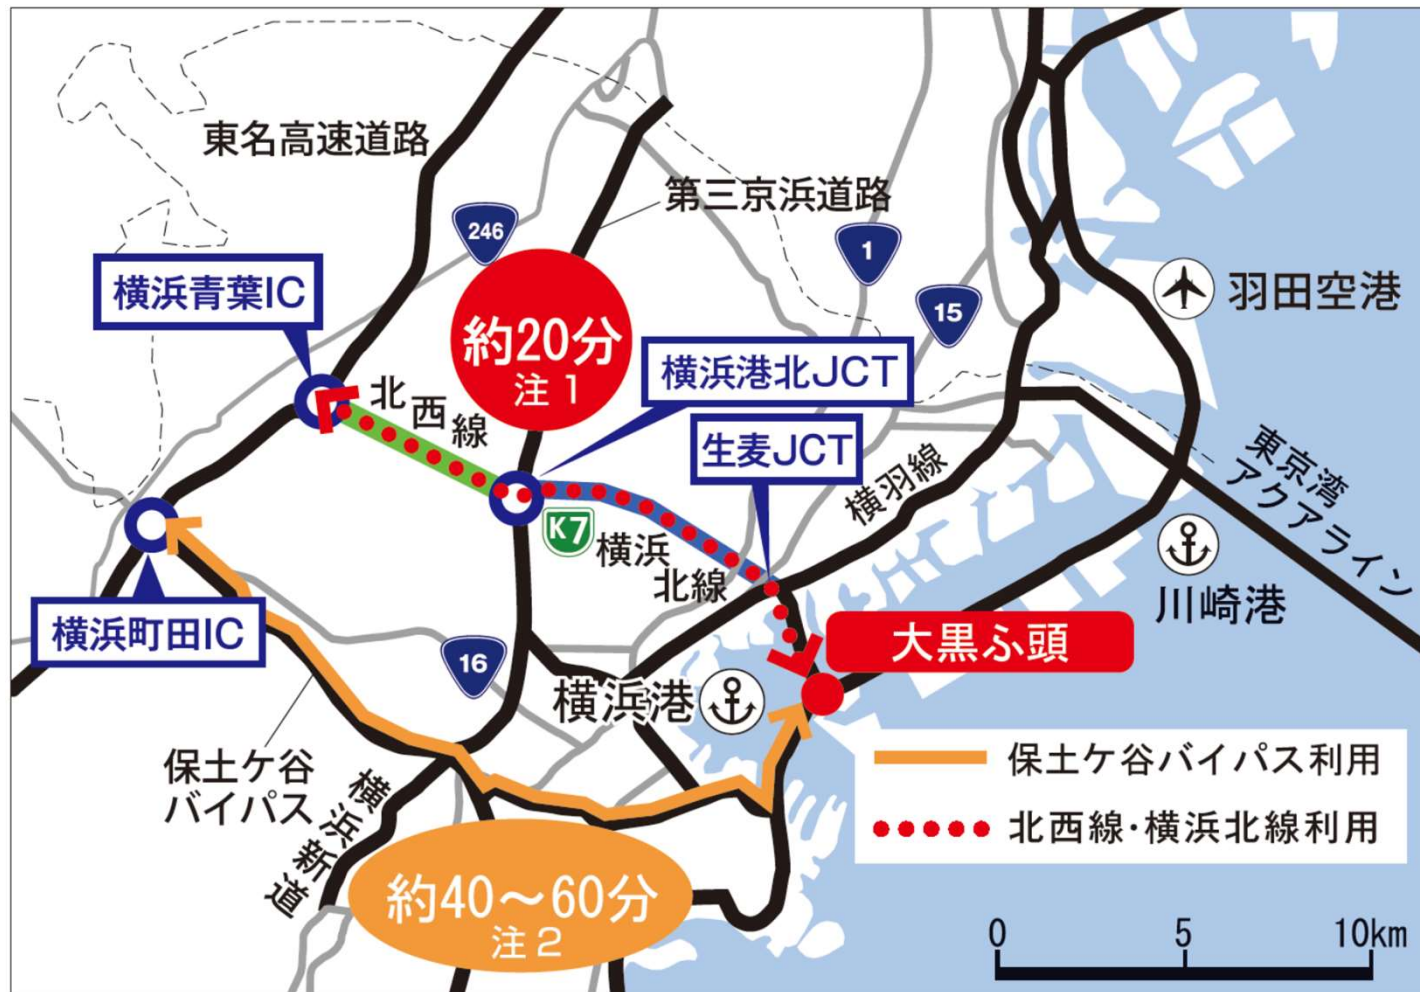 東名高速道路
第三京浜道路
246
1
15
横浜青葉IC
約20分
注1
横浜港北JCT
羽田空港
北西線
生麦JCT
横羽線
東京湾
アクアライン
K7
横浜
北線
川崎港
横浜町田IC
16
大黒ふ頭
横浜港
保土ケ谷
バイパス
横浜新道
保土ケ谷バイパス利用
北西線・横浜北線利用
約40～60分
注2
0 5 10km